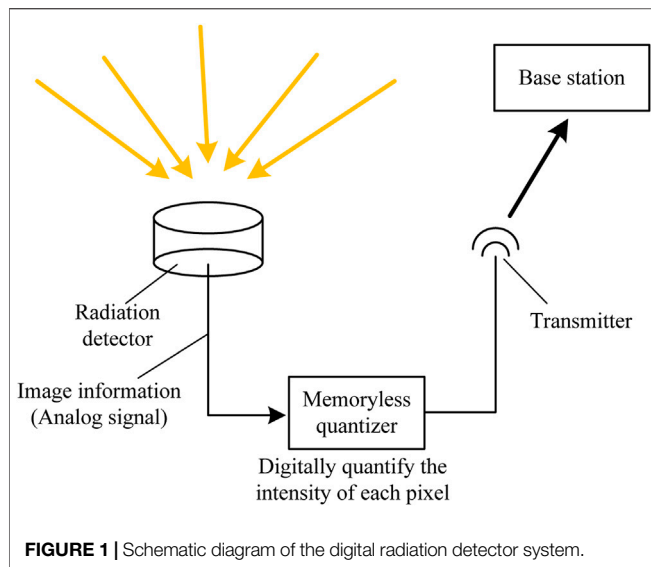 Base station
Radiation
detector
Transmitter
Image information
(Analog signal)
Memoryless
quantizer
Digitally quantify the
intensity of each pixel
FIGURE 1 | Schematic diagram of the digital radiation detector system.